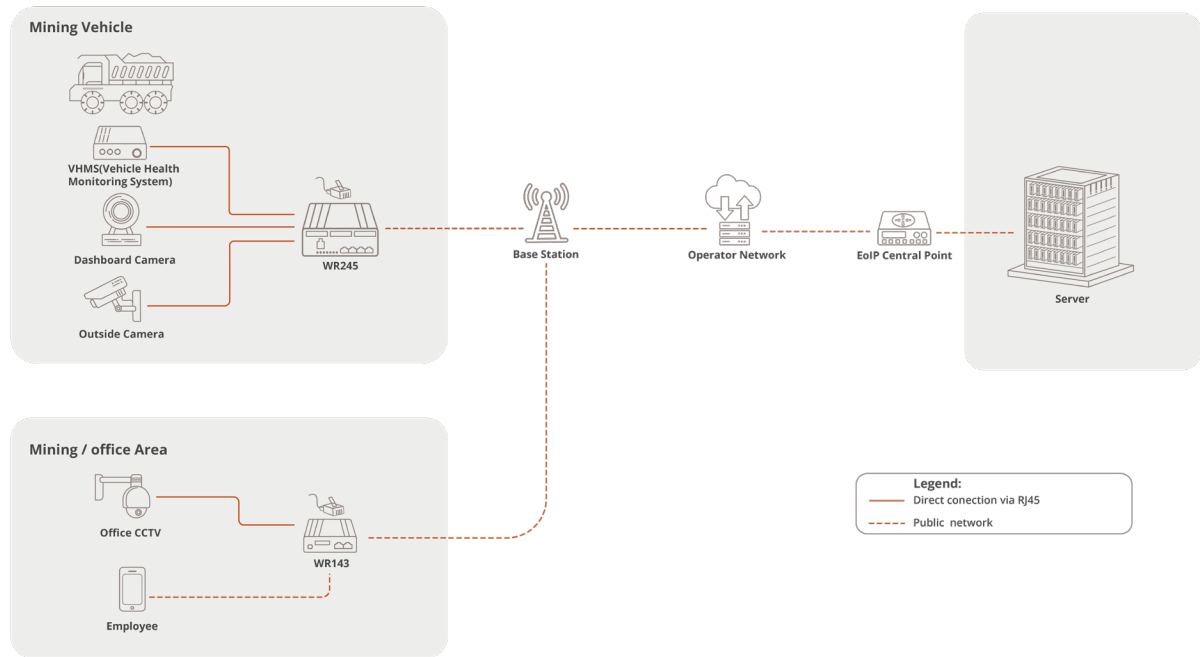 Mining Vehicle
VHMS(Vehicle Health
Monitoring System)
Dashboard Camera
Outside Camera
WR245
Base Station
Operator Network
EoIP Central Point
Server
Mining / office Area
Office CCTV
WR143
Employee
Legend:
Direct conection via RJ45
Public network